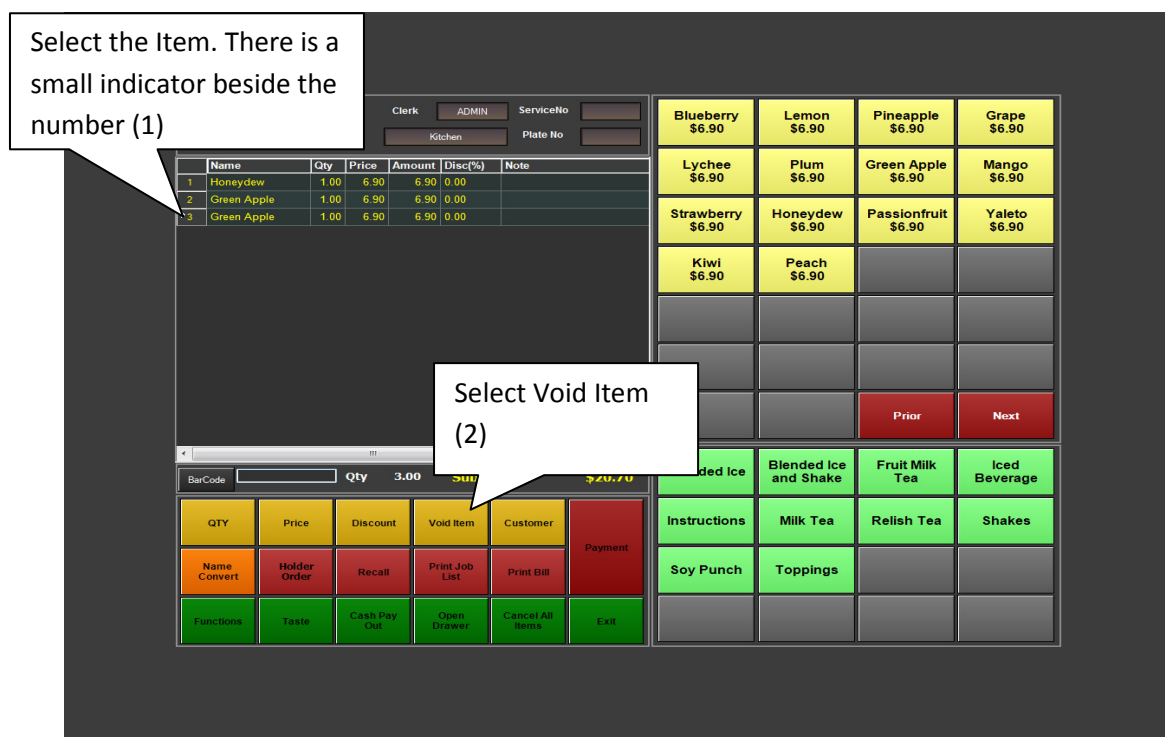 Select the Item. There is a
small indicator beside the
number (1)
Clerk ADMIN ServiceNo
Kitchen Plate No
Name Qty Price Amount Disc(%) Note
1 Honeydew 1.00 6.90 6.90 0.00
2 Green Apple 1.00 6.90 6.90 0.00
3 Green Apple 1.00 6.90 6.90 0.00
Select Void Item
(2)
BarCode Qty 3.00 $20.70
QTY Price Discount Void Item Customer
Payment
Name Holder Recall Print Job Print Bill
Convert Order List
Functions Taste Cash Pay Open Cancel All Exit
Out Drawer Items
Blueberry Lemon Pineapple Grape
$6.90 $6.90 $6.90 $6.90
Lychee Plum Green Apple Mango
$6.90 $6.90 $6.90 $6.90
Strawberry Honeydew Passionfruit Yaleto
$6.90 $6.90 $6.90 $6.90
Kiwi Peach
$6.90 $6.90
Prior Next
Ice Blended Ice Fruit Milk Iced
and Shake Tea Beverage
Instructions Milk Tea Relish Tea Shakes
Soy Punch Toppings